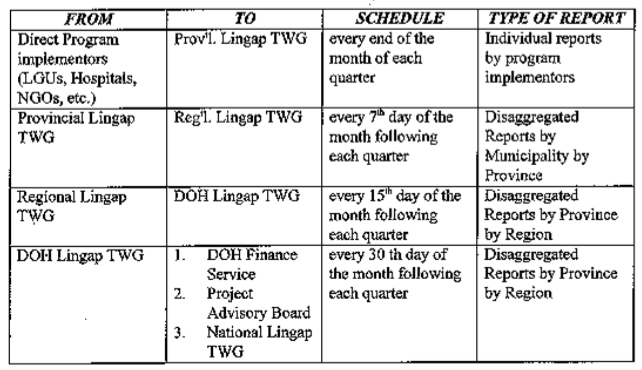 FROM TO SCHEDULE TYPE OF REPORT
Direct Program
implementors
(LGUs, Hospitals,
NGOs, etc.)
Prov'l. Lingap TWG
every end of the
month of each
quarter
Individual reports
by program
implementors
Provincial Lingap
TWG
Reg'l. Lingap TWG
every 7th day of the
month following
each quarter
Disaggregated
Reports by
Municipality by
Province
Regional Lingap
TWG
DOH Lingap TWG
every 15th day of the
month following
each quarter
Disaggregated
Reports by Province
by Region
DOH Lingap TWG
1. DOH Finance
Service
2. Project
Advisory Board
3. National Lingap
TWG
every 30 th day of
the month following
each quarter
Disaggregated
Reports by Province
by Region